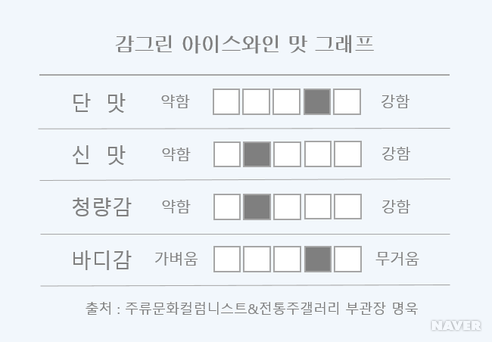 감그린 아이스와인 맛 그래프
단 맛 약함 강함
신 맛 약함 강함
청량감 약함 강함
바디감 가벼움 무거움
출처 : 주류문화컬럼니스트&전통주갤러리 부관장 명욱
NAVER